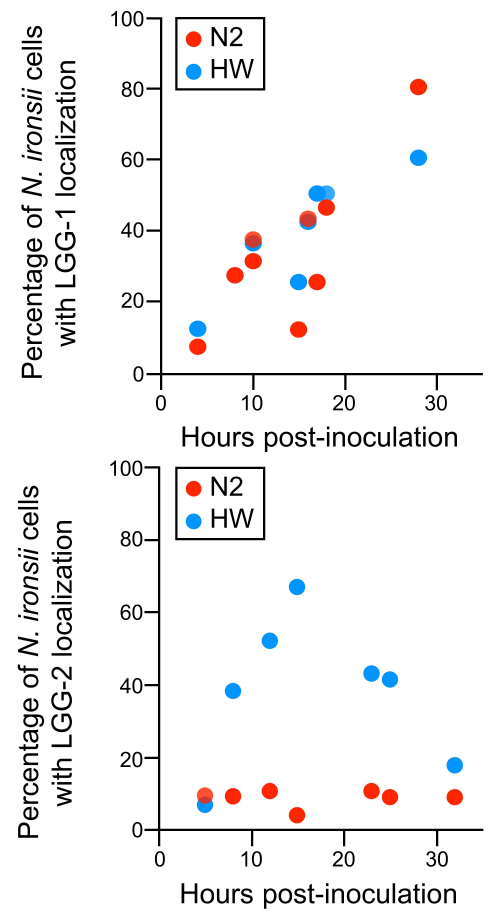 Percentage of N. ironsii cells
with LGG-1 localization
100
80
60
40
20
0
N2
HW
0 10 20 30
Hours post-inoculation
Percentage of N. ironsii cells
with LGG-2 localization
100
80
60
40
20
0
N2
HW
0 10 20 30
Hours post-inoculation